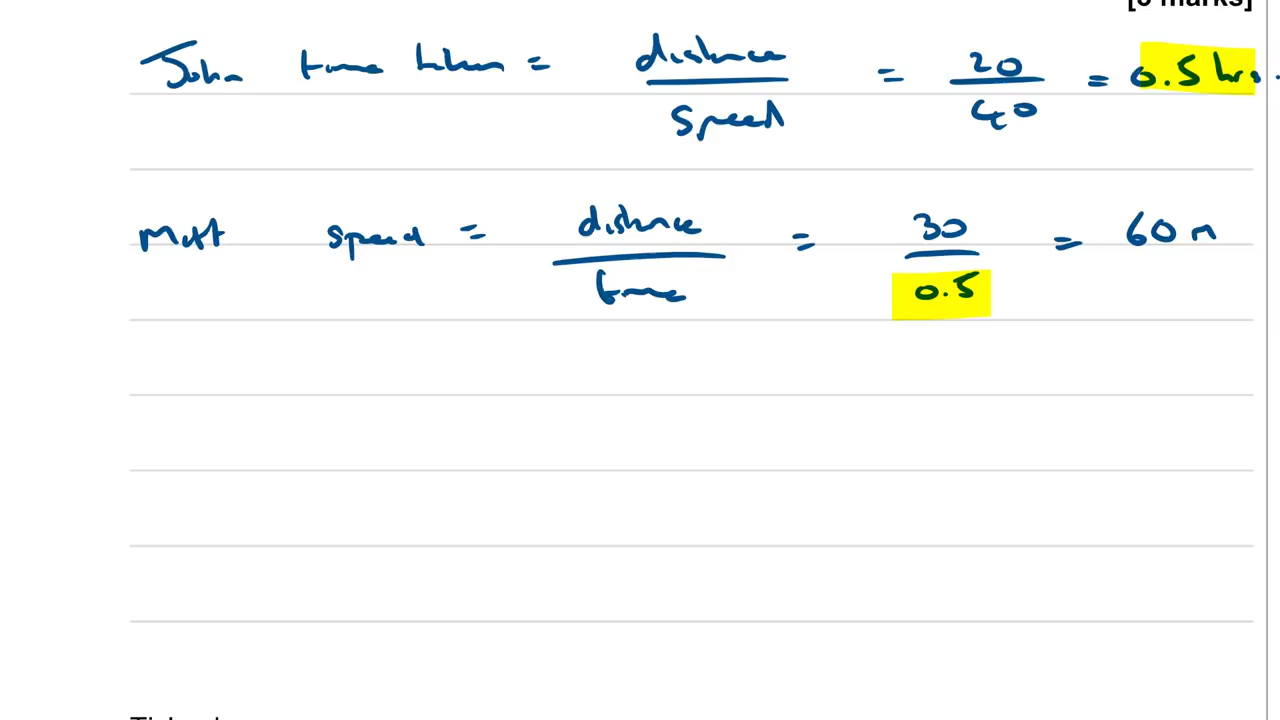 marks]
John time taken = distance / speed = 20 / 40 = 0.5 hrs.
Matt speed = distance / time = 30 / 0.5 = 60 m